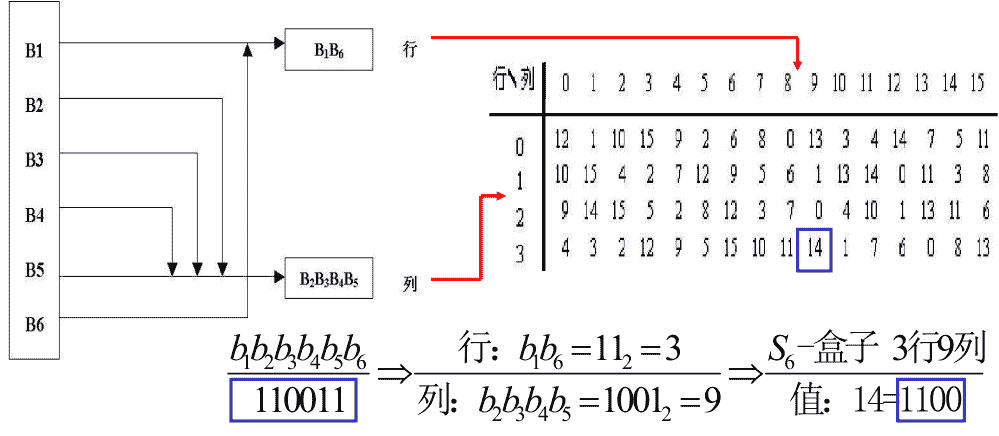 B1
B2
B3
B4
B5
B6
B₁B₆
行
B₂B₃B₄B₅
列
行\列 0 1 2 3 4 5 6 7 8 9 10 11 12 13 14 15
0 12 1 10 15 9 2 6 8 0 13 3 4 14 7 5 11
1 10 15 4 2 7 12 9 5 6 1 13 14 0 11 3 8
2 9 14 15 5 2 8 12 3 7 0 4 10 1 13 11 6
3 4 3 2 12 9 5 15 10 11 14 1 7 6 0 8 13
b₁b₂b₃b₄b₅b₆
110011
⇒
行: b₁b₆=11₂=3
列: b₂b₃b₄b₅=1001₂=9
⇒
S₆-盒子 3行9列
值: 14=1100